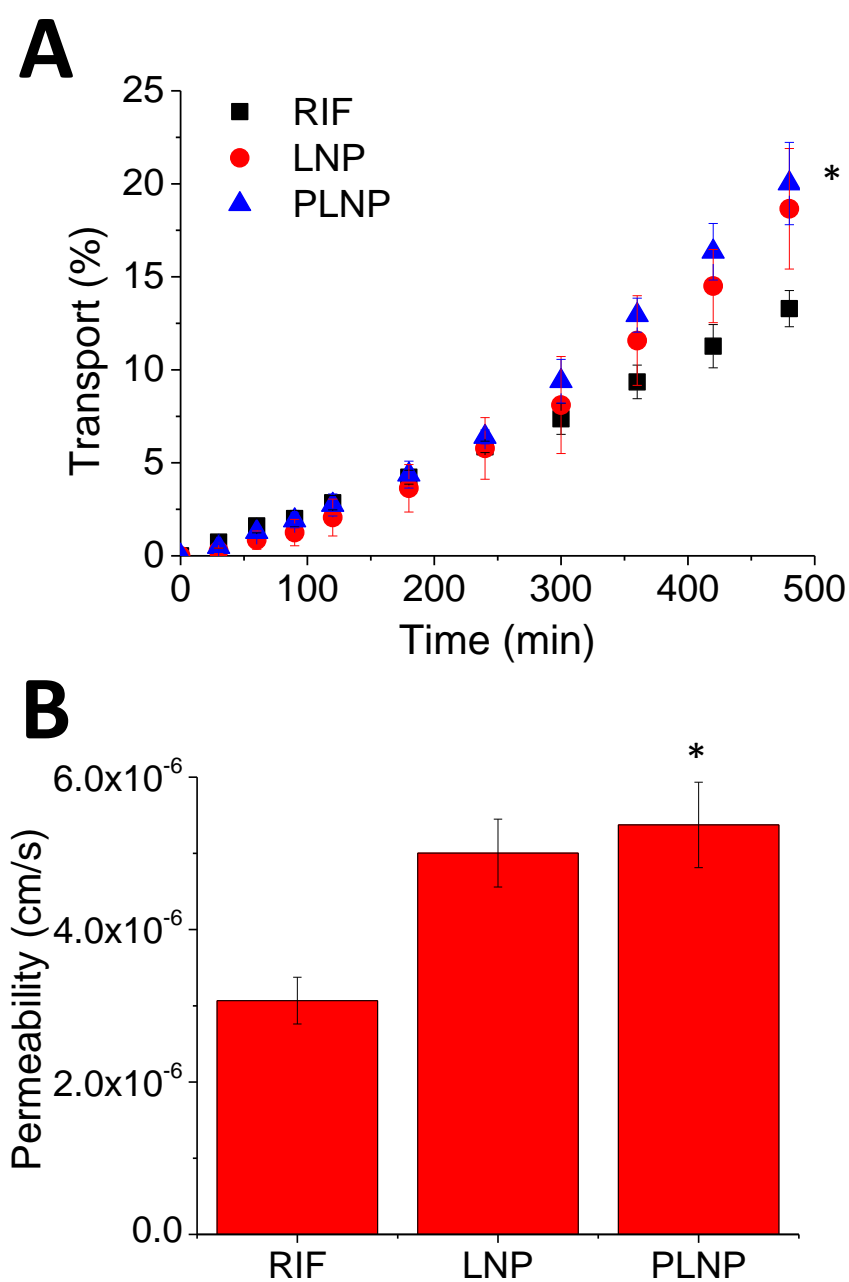 A
25
20
15
10
5
0
Transport (%)
RIF
LNP
PLNP
*
0 100 200 300 400 500
Time (min)
B
6.0x10⁻⁶
4.0x10⁻⁶
2.0x10⁻⁶
0.0
Permeability (cm/s)
*
RIF LNP PLNP